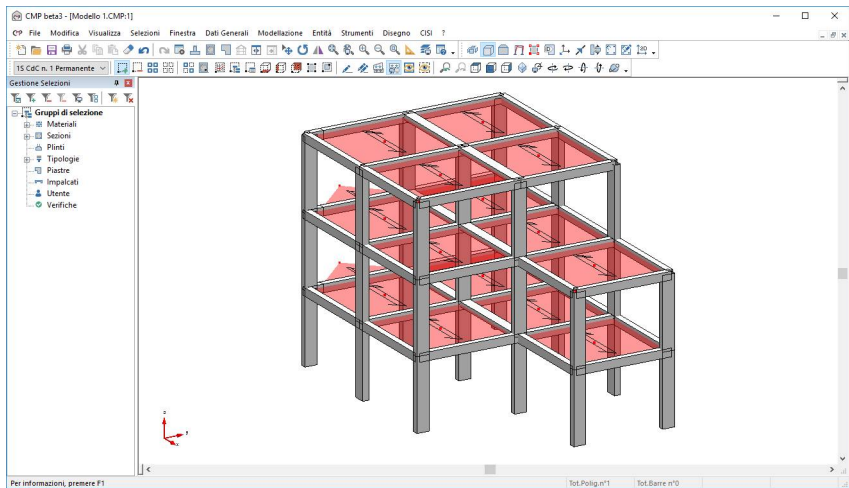 CMP beta3 - [Modello 1.CMP:1]
File Modifica Visualizza Selezioni Finestra Dati Generali Modellazione Entità Strumenti Disegno CISI ?
1S CdC n. 1 Permanente
Gestione Selezioni
Gruppi di selezione
Materiali
Sezioni
Plinti
Tipologie
Piastre
Impalcati
Utente
Verifiche
z
y
x
Per informazioni, premere F1
Tot.Polig.n°1 Tot.Barre n°0